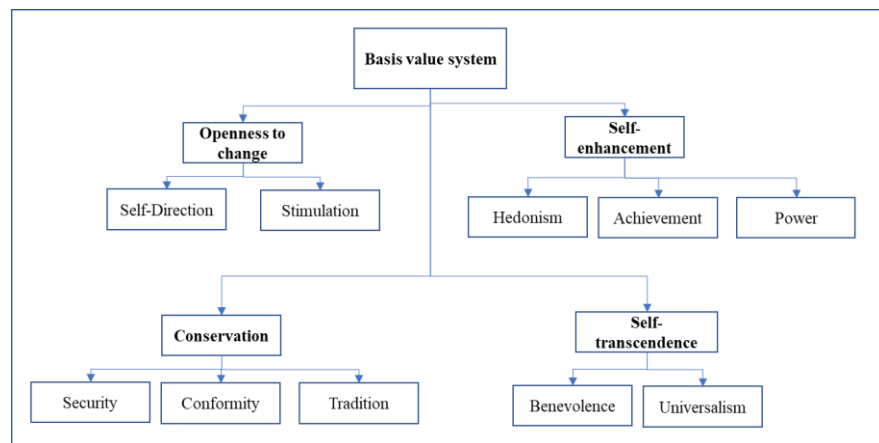 Basis value system
Openness to
change
Self-
enhancement
Self-Direction
Stimulation
Hedonism
Achievement
Power
Conservation
Self-
transcendence
Security
Conformity
Tradition
Benevolence
Universalism